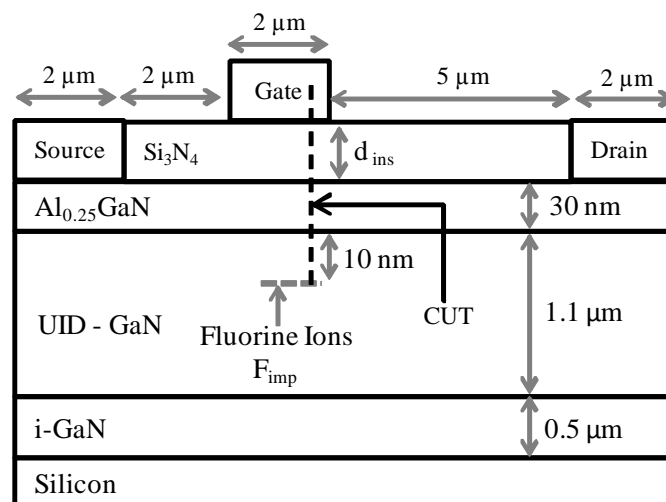 2 µm
2 µm
2 µm
Gate
5 µm
2 µm
Source
Si₃N₄
d ins
Drain
Al₀.₂₅GaN
30 nm
10 nm
UID - GaN
Fluorine Ions
F_imp
CUT
1.1 µm
i-GaN
0.5 µm
Silicon